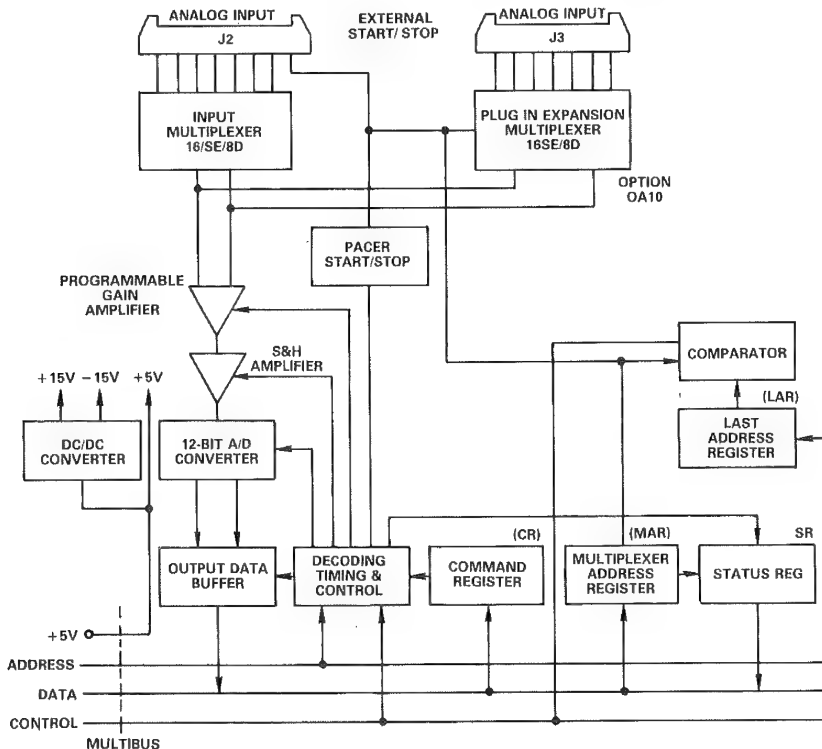 ANALOG INPUT
J2
EXTERNAL
START/STOP
ANALOG INPUT
J3
INPUT
MULTIPLEXER
16/SE/8D
PLUG IN EXPANSION
MULTIPLEXER
16SE/8D
OPTION
OA10
PACER
START/STOP
PROGRAMMABLE
GAIN
AMPLIFIER
S&H
AMPLIFIER
COMPARATOR
(LAR)
LAST
ADDRESS
REGISTER
+15V
-15V
+5V
DC/DC
CONVERTER
12-BIT A/D
CONVERTER
(CR)
(MAR)
SR
OUTPUT DATA
BUFFER
DECODING
TIMING &
CONTROL
COMMAND
REGISTER
MULTIPLEXER
ADDRESS
REGISTER
STATUS REG
+5V
ADDRESS
DATA
CONTROL
MULTIBUS